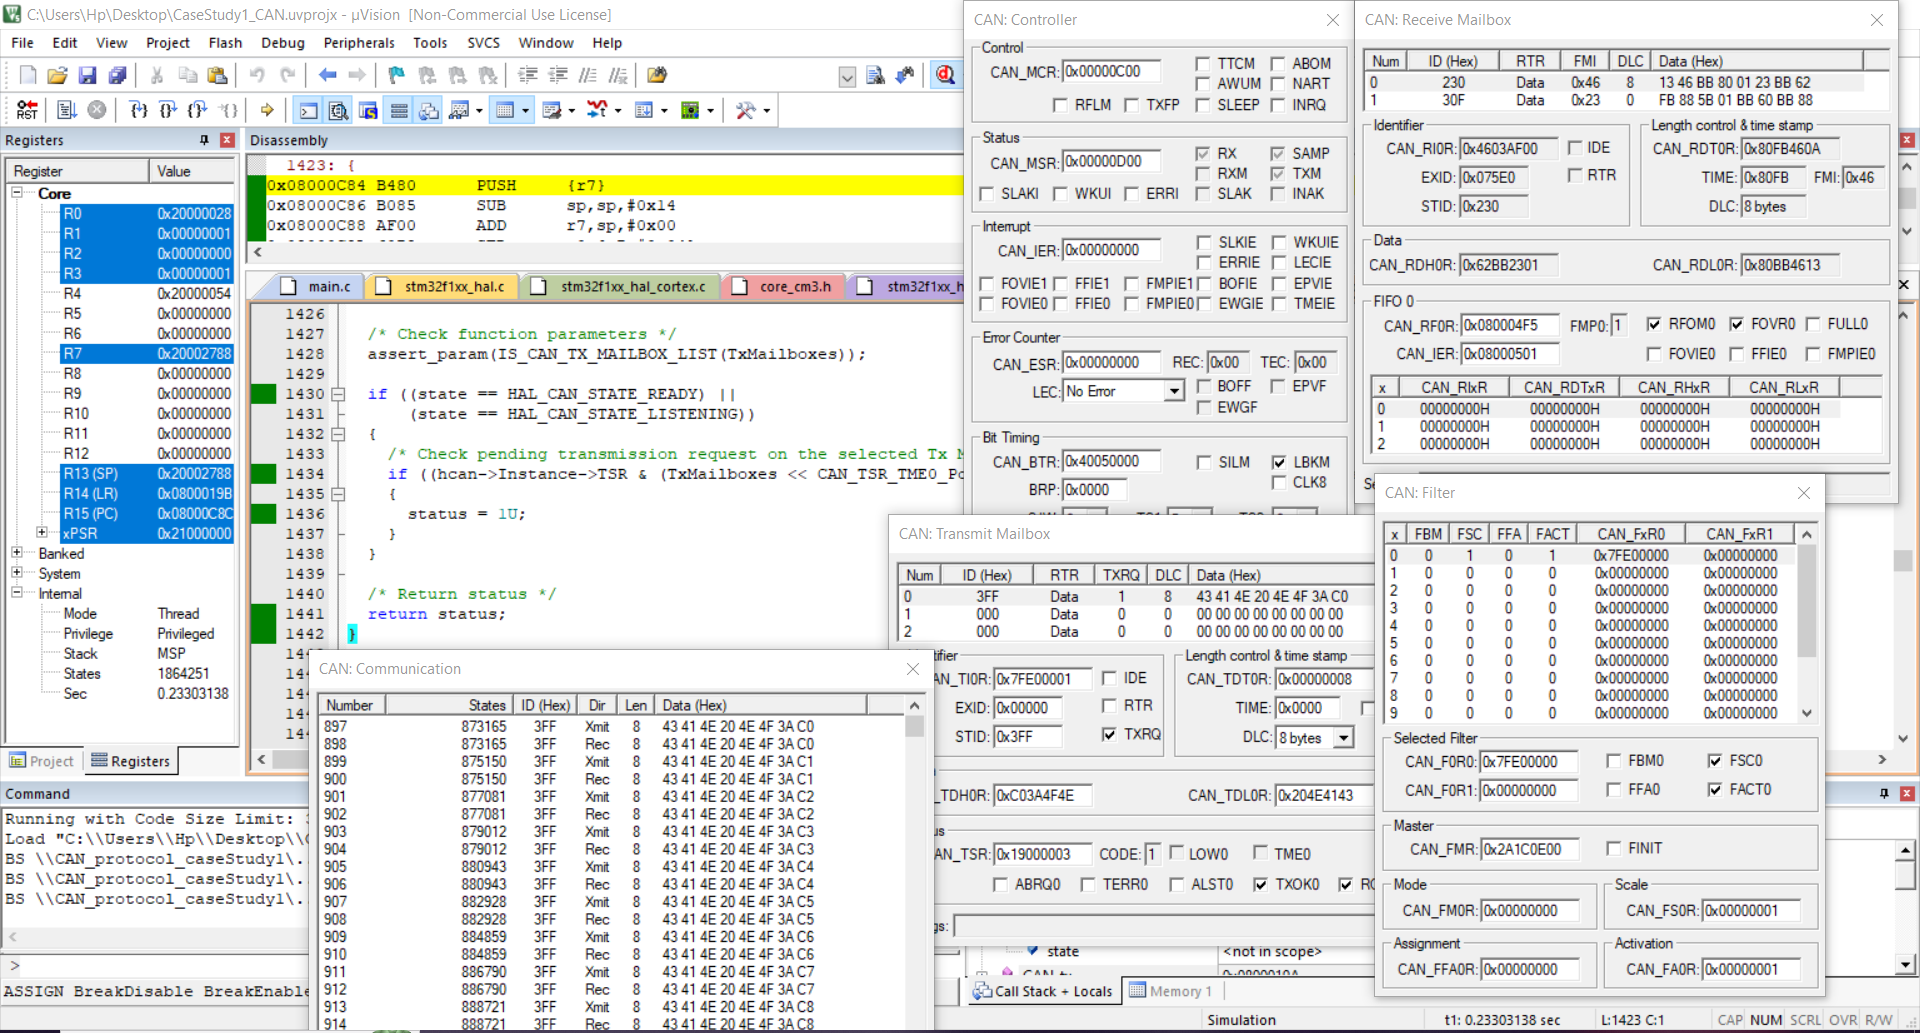 C:\Users\Hp\Desktop\CaseStudy1_CAN.uvprojx - µVision [Non-Commercial Use License]
File Edit View Project Flash Debug Peripherals Tools SVCS Window Help
Registers
Register Value
Core
R0 0x20000028
R1 0x00000001
R2 0x00000000
R3 0x00000001
R4 0x20000054
R5 0x00000000
R6 0x00000000
R7 0x20002788
R8 0x00000000
R9 0x00000000
R10 0x00000000
R11 0x00000000
R12 0x00000000
R13 (SP) 0x20002788
R14 (LR) 0x0800019B
R15 (PC) 0x08000C8C
xPSR 0x21000000
Banked
System
Internal
Mode Thread
Privilege Privileged
Stack MSP
States 1864251
Sec 0.23303138
Project Registers
Disassembly
1423: {
0x08000C84 B480 PUSH {r7}
0x08000C86 B085 SUB sp,sp,#0x14
0x08000C88 AF00 ADD r7,sp,#0x00
main.c stm32f1xx_hal.c stm32f1xx_hal_cortex.c core_cm3.h stm32f1xx_h
1426
1427 /* Check function parameters */
1428 assert_param(IS_CAN_TX_MAILBOX_LIST(TxMailboxes));
1429
1430 if ((state == HAL_CAN_STATE_READY) ||
1431 (state == HAL_CAN_STATE_LISTENING))
1432 {
1433 /* Check pending transmission request on the selected Tx M
1434 if ((hcan->Instance->TSR & (TxMailboxes << CAN_TSR_TME0_Po
1435 {
1436 status = 1U;
1437 }
1438 }
1439
1440 /* Return status */
1441 return status;
1442 }
Command
Running with Code Size Limit:
Load "C:\\Users\\Hp\\Desktop\\C
BS \\CAN_protocol_caseStudy1\.
BS \\CAN_protocol_caseStudy1\.
BS \\CAN_protocol_caseStudy1\.
>
ASSIGN BreakDisable BreakEnable
CAN: Communication
Number States ID (Hex) Dir Len Data (Hex)
897 873165 3FF Xmit 8 43 41 4E 20 4E 4F 3A C0
898 873165 3FF Rec 8 43 41 4E 20 4E 4F 3A C0
899 875150 3FF Xmit 8 43 41 4E 20 4E 4F 3A C1
900 875150 3FF Rec 8 43 41 4E 20 4E 4F 3A C1
901 877081 3FF Xmit 8 43 41 4E 20 4E 4F 3A C2
902 877081 3FF Rec 8 43 41 4E 20 4E 4F 3A C2
903 879012 3FF Xmit 8 43 41 4E 20 4E 4F 3A C3
904 879012 3FF Rec 8 43 41 4E 20 4E 4F 3A C3
905 880943 3FF Xmit 8 43 41 4E 20 4E 4F 3A C4
906 880943 3FF Rec 8 43 41 4E 20 4E 4F 3A C4
907 882928 3FF Xmit 8 43 41 4E 20 4E 4F 3A C5
908 882928 3FF Rec 8 43 41 4E 20 4E 4F 3A C5
909 884859 3FF Xmit 8 43 41 4E 20 4E 4F 3A C6
910 884859 3FF Rec 8 43 41 4E 20 4E 4F 3A C6
911 886790 3FF Xmit 8 43 41 4E 20 4E 4F 3A C7
912 886790 3FF Rec 8 43 41 4E 20 4E 4F 3A C7
913 888721 3FF Xmit 8 43 41 4E 20 4E 4F 3A C8
914 888721 3FF Rec 8 43 41 4E 20 4E 4F 3A C8
CAN: Controller
Control
CAN_MCR: 0x00000C00 TTCM ABOM
AWUM NART
RFLM TXFP SLEEP INRQ
Status
CAN_MSR: 0x00000D00 RX SAMP
RXM TXM
SLAKI WKUI ERRI SLAK INAK
Interrupt
CAN_IER: 0x00000000 SLKIE WKUIE
ERRIE LECIE
FOVIE1 FFIE1 FMPIE1 BOFIE EPVIE
FOVIE0 FFIE0 FMPIE0 EWGIE TMEIE
Error Counter
CAN_ESR: 0x00000000 REC: 0x00 TEC: 0x00
LEC: No Error BOFF EPVF
EWGF
Bit Timing
CAN_BTR: 0x40050000 SILM LBKM
CLK8
BRP: 0x0000
CAN: Transmit Mailbox
Num ID (Hex) RTR TXRQ DLC Data (Hex)
0 3FF Data 1 8 43 41 4E 20 4E 4F 3A C0
1 000 Data 0 0 00 00 00 00 00 00 00 00
2 000 Data 0 0 00 00 00 00 00 00 00 00
tifier Length control & time stamp
AN_TI0R: 0x7FE00001 IDE CAN_TDT0R: 0x00000008
EXID: 0x00000 RTR TIME: 0x0000
STID: 0x3FF TXRQ DLC: 8 bytes
_TDH0R: 0xC03A4F4E CAN_TDL0R: 0x204E4143
us
AN_TSR: 0x19000003 CODE: 1 LOW0 TME0
ABRQ0 TERR0 ALST0 TXOK0 RQ
gs:
state <not in scope>
Call Stack + Locals Memory 1
CAN: Receive Mailbox
Num ID (Hex) RTR FMI DLC Data (Hex)
0 230 Data 0x46 8 13 46 BB 80 01 23 BB 62
1 30F Data 0x23 0 FB 88 5B 01 BB 60 BB 88
Identifier Length control & time stamp
CAN_RI0R: 0x4603AF00 IDE CAN_RDT0R: 0x80FB460A
EXID: 0x075E0 RTR TIME: 0x80FB FMI: 0x46
STID: 0x230 DLC: 8 bytes
Data
CAN_RDH0R: 0x62BB2301 CAN_RDL0R: 0x80BB4613
FIFO 0
CAN_RF0R: 0x080004F5 FMP0: 1 RFOM0 FOVR0 FULL0
CAN_IER: 0x08000501 FOVIE0 FFIE0 FMPIE0
x CAN_RIxR CAN_RDTxR CAN_RHxR CAN_RLxR
0 00000000H 00000000H 00000000H 00000000H
1 00000000H 00000000H 00000000H 00000000H
2 00000000H 00000000H 00000000H 00000000H
CAN: Filter
x FBM FSC FFA FACT CAN_FxR0 CAN_FxR1
0 0 1 0 1 0x7FE00000 0x00000000
1 0 0 0 0 0x00000000 0x00000000
2 0 0 0 0 0x00000000 0x00000000
3 0 0 0 0 0x00000000 0x00000000
4 0 0 0 0 0x00000000 0x00000000
5 0 0 0 0 0x00000000 0x00000000
6 0 0 0 0 0x00000000 0x00000000
7 0 0 0 0 0x00000000 0x00000000
8 0 0 0 0 0x00000000 0x00000000
9 0 0 0 0 0x00000000 0x00000000
Selected Filter
CAN_F0R0: 0x7FE00000 FBM0 FSC0
CAN_F0R1: 0x00000000 FFA0 FACT0
Master
CAN_FMR: 0x2A1C0E00 FINIT
Mode Scale
CAN_FM0R: 0x00000000 CAN_FS0R: 0x00000001
Assignment Activation
CAN_FFA0R: 0x00000000 CAN_FA0R: 0x00000001
Simulation t1: 0.23303138 sec L:1423 C:1 CAP NUM SCRL OVR R/W